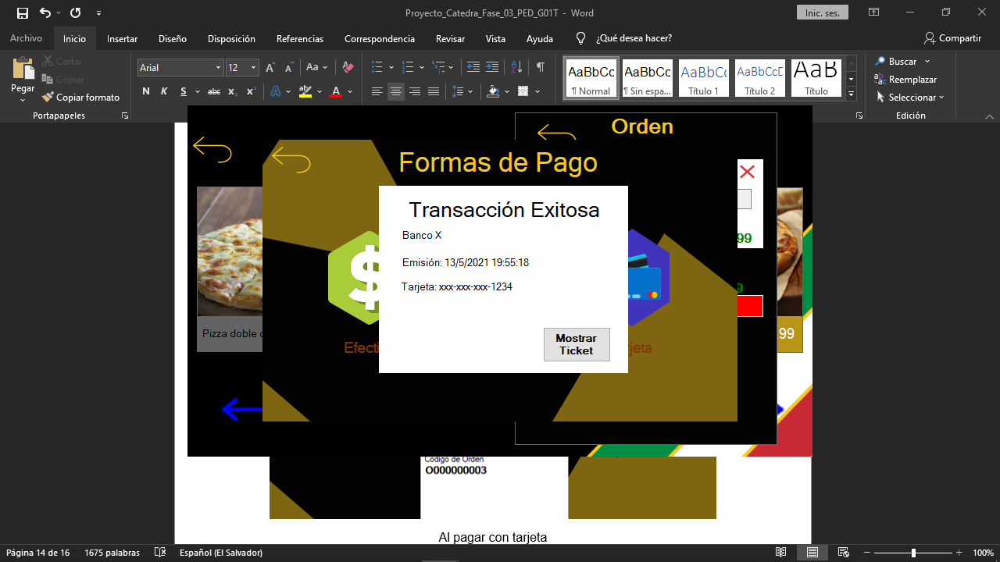 Proyecto_Catedra_Fase_03_PED_G01T - Word
Inic. ses.
Archivo Inicio Insertar Diseño Disposición Referencias Correspondencia Revisar Vista Ayuda ¿Qué desea hacer? Compartir
Pegar
Cortar
Copiar
Copiar formato
Portapapeles
Arial 12
Aa
N K S abc x₂ x²
AaBbCc AaBbCc AaBbCc AaBbCcD AaB
¶ Normal ¶ Sin espa... Título 1 Título 2 Título
Buscar
Reemplazar
Seleccionar
Edición
Orden
Formas de Pago
Transacción Exitosa
Banco X
Emisión: 13/5/2021 19:55:18
Tarjeta: xxx-xxx-xxx-1234
Mostrar
Ticket
Pizza doble
99
.99
Código de Orden
O000000003
Al pagar con tarjeta
Página 14 de 16 1675 palabras Español (El Salvador) 100%